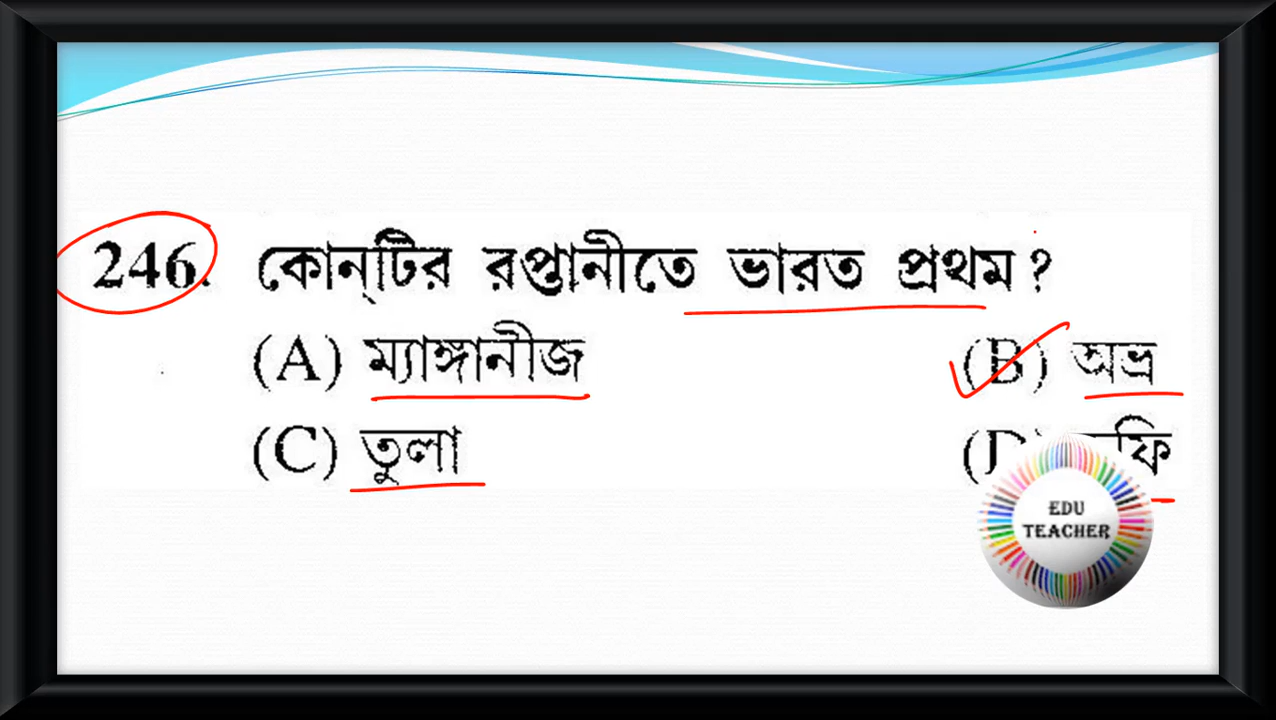 246. কোন্‌টির রপ্তানীতে ভারত প্রথম ?
(A) ম্যাঙ্গানীজ (B) অভ্র
(C) তুলা
EDU
TEACHER